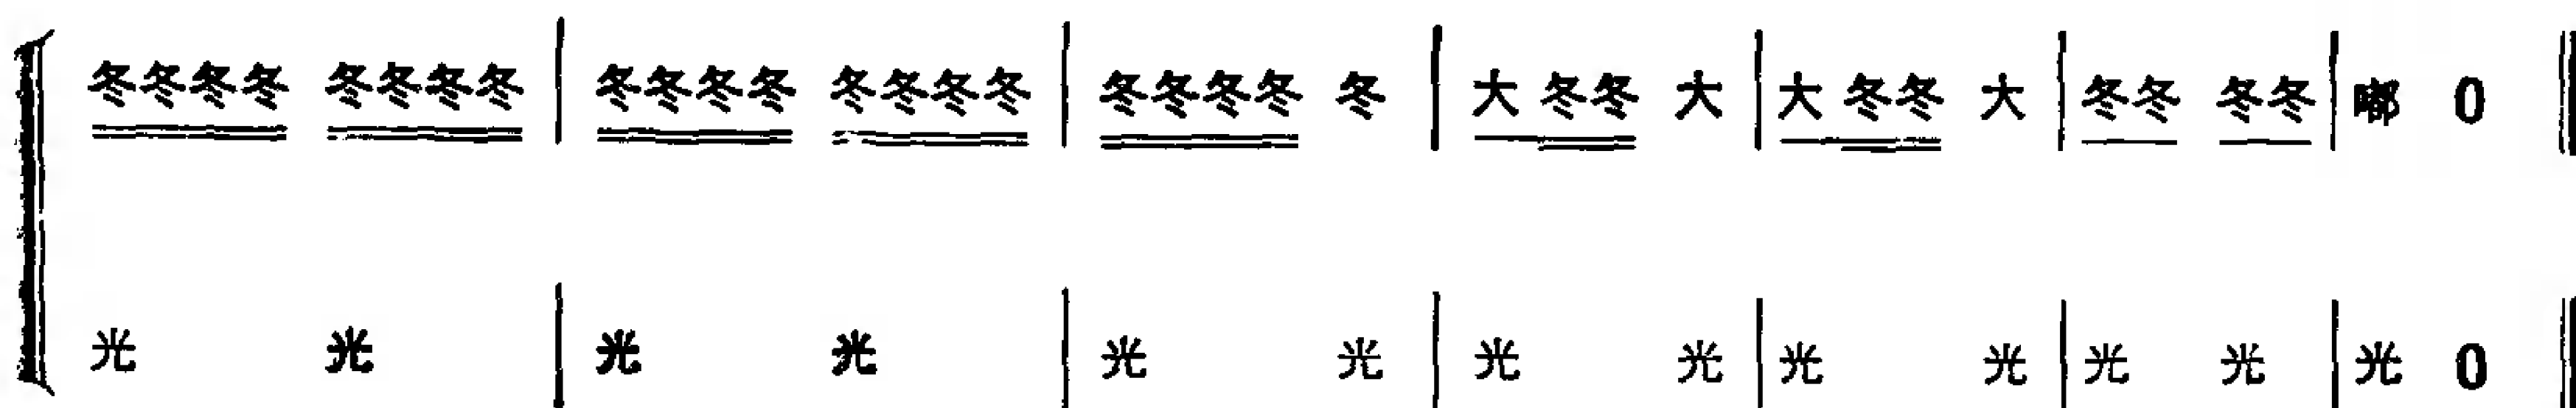 冬冬冬冬 冬冬冬冬 | 冬冬冬冬 冬冬冬冬 | 冬冬冬冬 冬 | 大 冬冬 大 | 大 冬冬 大 | 冬冬 冬冬 | 嘟 0 ‖
光 光 | 光 光 | 光 光 | 光 光 | 光 光 | 光 光 | 光 0 ‖